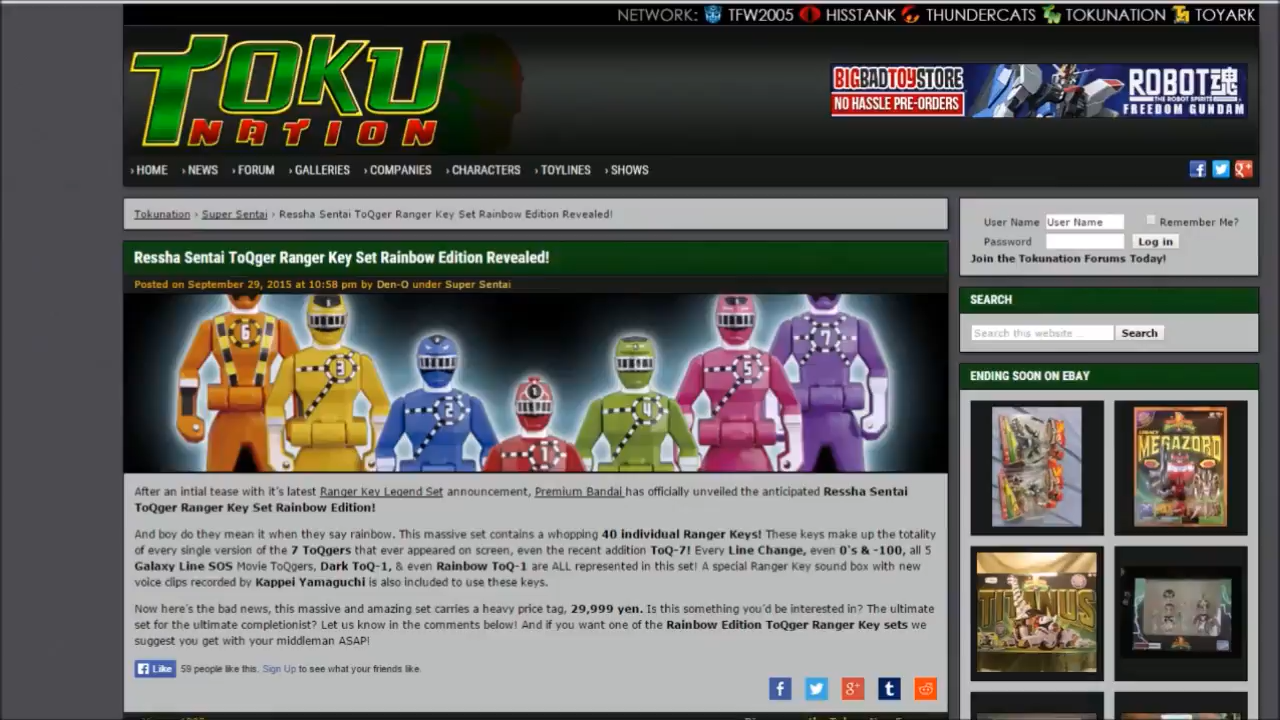 NETWORK: TFW2005 HISSTANK THUNDERCATS TOKUNATION TOYARK
TOKU
NATION
BIGBADTOYSTORE
NO HASSLE PRE-ORDERS
ROBOT魂
THE ROBOT SPIRITS
FREEDOM GUNDAM
› HOME › NEWS › FORUM › GALLERIES › COMPANIES › CHARACTERS › TOYLINES › SHOWS
Tokunation › Super Sentai › Ressha Sentai ToQger Ranger Key Set Rainbow Edition Revealed!
User Name User Name Remember Me?
Password Log in
Join the Tokunation Forums Today!
Ressha Sentai ToQger Ranger Key Set Rainbow Edition Revealed!
Posted on September 29, 2015 at 10:58 pm by Den-O under Super Sentai
6 3 2 1 4 5 7
After an intial tease with it's latest Ranger Key Legend Set announcement, Premium Bandai has officially unveiled the anticipated Ressha Sentai
ToQger Ranger Key Set Rainbow Edition!
And boy do they mean it when they say rainbow. This massive set contains a whopping 40 individual Ranger Keys! These keys make up the totality
of every single version of the 7 ToQgers that ever appeared on screen, even the recent addition ToQ-7! Every Line Change, even 0's & -100, all 5
Galaxy Line SOS Movie ToQgers, Dark ToQ-1, & even Rainbow ToQ-1 are ALL represented in this set! A special Ranger Key sound box with new
voice clips recorded by Kappei Yamaguchi is also included to use these keys.
Now here's the bad news, this massive and amazing set carries a heavy price tag, 29,999 yen. Is this something you'd be interested in? The ultimate
set for the ultimate completionist? Let us know in the comments below! And if you want one of the Rainbow Edition ToQger Ranger Key sets we
suggest you get with your middleman ASAP!
Like 59 people like this. Sign Up to see what your friends like.
SEARCH
Search this website ... Search
ENDING SOON ON EBAY
MEGAZORD
TITANUS